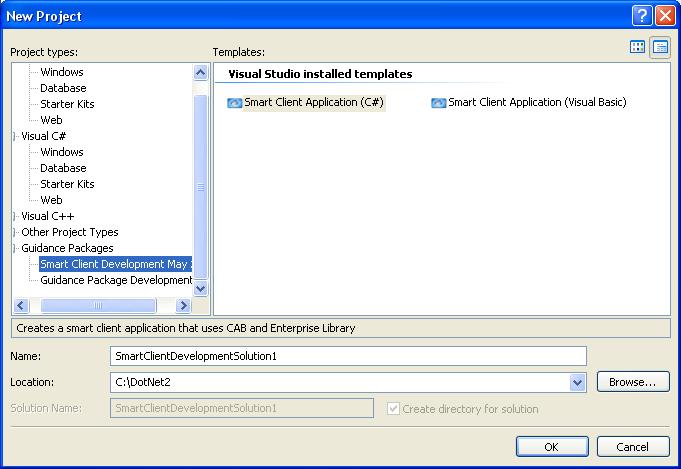 New Project
Project types:
Templates:
Windows
Database
Starter Kits
Web
Visual C#
Windows
Database
Starter Kits
Web
Visual C++
Other Project Types
Guidance Packages
Smart Client Development May
Guidance Package Development
Visual Studio installed templates
Smart Client Application (C#)
Smart Client Application (Visual Basic)
Creates a smart client application that uses CAB and Enterprise Library
Name:
SmartClientDevelopmentSolution1
Location:
C:\DotNet2
Browse...
Solution Name:
SmartClientDevelopmentSolution1
Create directory for solution
OK
Cancel